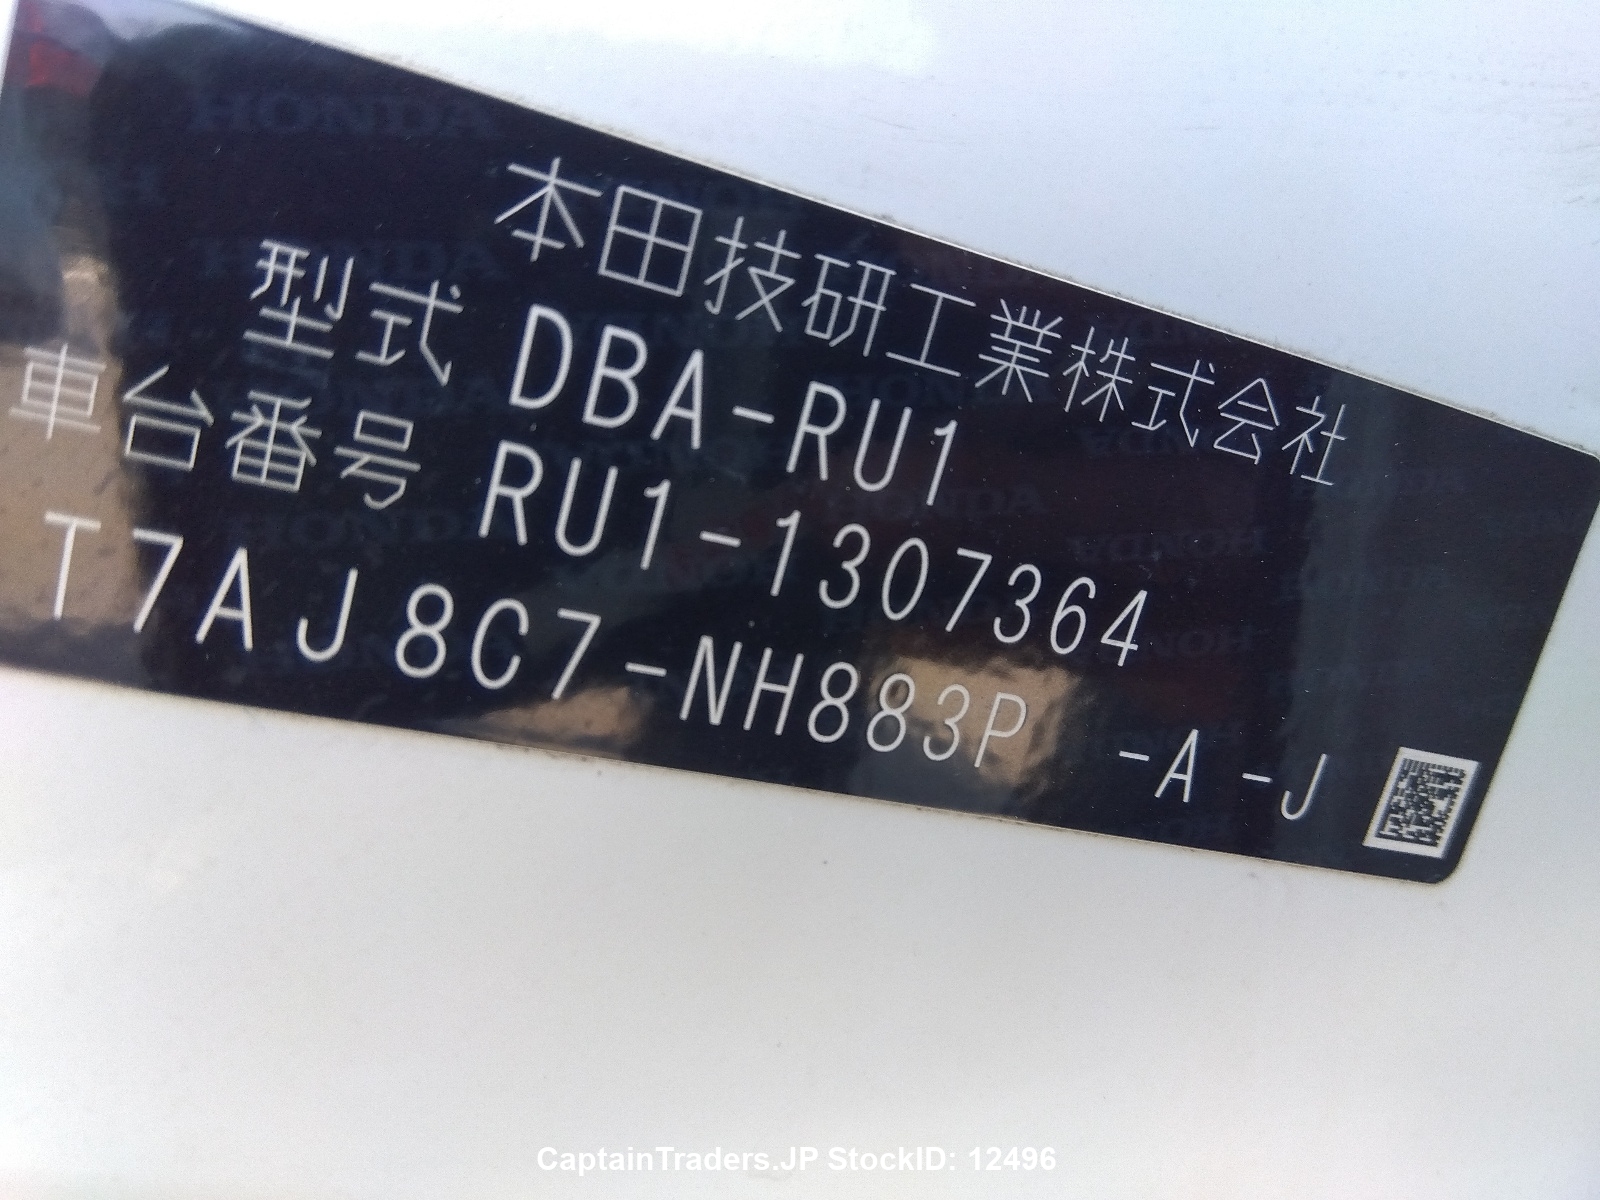 本田技研工業株式会社
型式 DBA-RU1
車台番号 RU1-1307364
T7AJ8C7-NH883P -A -J
CaptainTraders.JP StockID: 12496